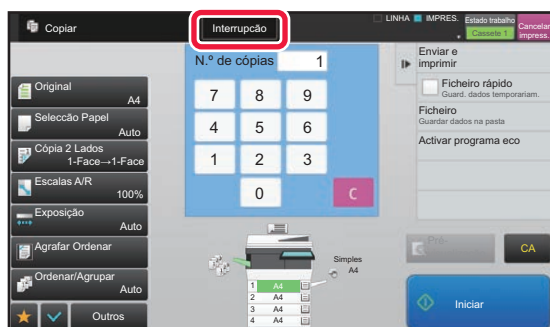 Copiar
Interrupcão
LINHA
IMPRES.
Estado trabalho
Cassete 1
Cancelar
impress.
N.º de cópias
1
Original
A4
Seleccão Papel
Auto
Cópia 2 Lados
1-Face→1-Face
Escalas A/R
100%
Exposição
Auto
Agrafar Ordenar
Ordenar/Agrupar
Auto
Outros
7 8 9
4 5 6
1 2 3
0 C
Simples
A4
1 A4
2 A4
3 A4
4 A4
Enviar e
imprimir
Ficheiro rápido
Guard. dados temporariam.
Ficheiro
Guardar dados na pasta
Activar programa eco
Pré-
CA
Iniciar